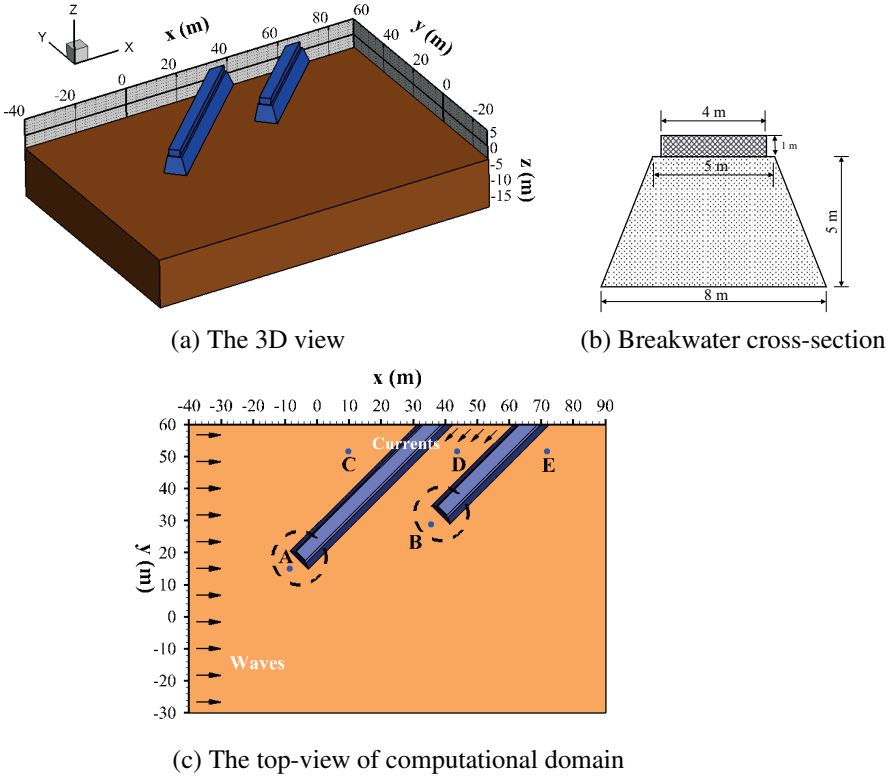 Z
Y
X
x (m)
-40 -20 0 20 40 60 80 60
y (m)
40
20
0
-20
5
0
-5
-10
-15
z (m)
(a) The 3D view
4 m
1 m
5 m
5 m
8 m
(b) Breakwater cross-section
x (m)
-40 -30 -20 -10 0 10 20 30 40 50 60 70 80 90
60
50
40
30
20
10
0
-10
-20
-30
y (m)
Currents
C
D
E
B
A
Waves
(c) The top-view of computational domain